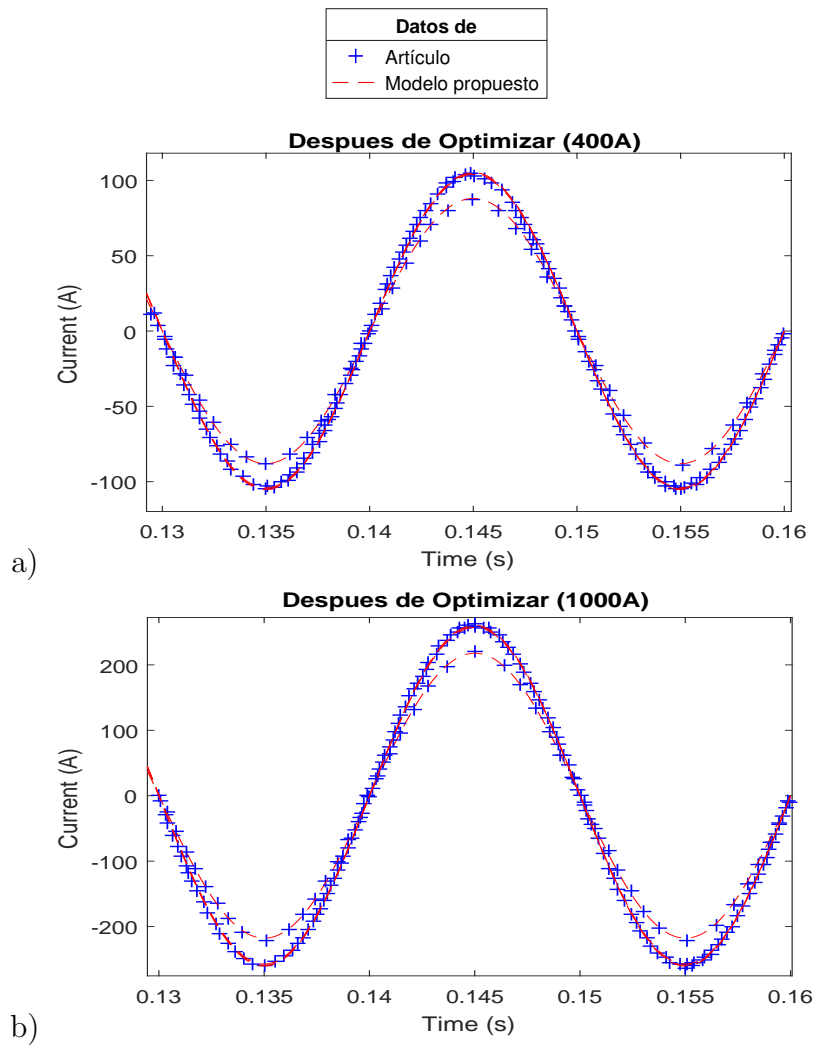 Datos de
Artículo
Modelo propuesto
Despues de Optimizar (400A)
100
50
0
-50
-100
Current (A)
0.13 0.135 0.14 0.145 0.15 0.155 0.16
Time (s)
a)
Despues de Optimizar (1000A)
200
100
0
-100
-200
Current (A)
0.13 0.135 0.14 0.145 0.15 0.155 0.16
Time (s)
b)